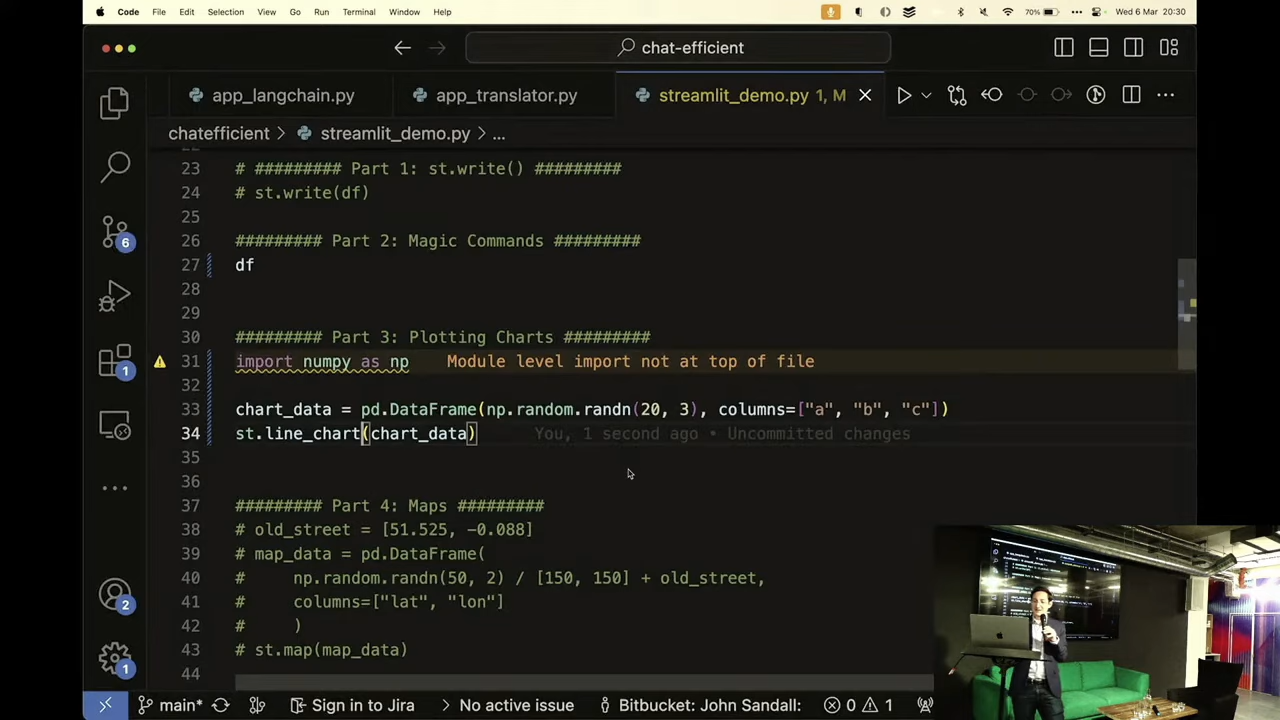 Code File Edit Selection View Go Run Terminal Window Help 70% Wed 6 Mar 20:30
chat-efficient
app_langchain.py app_translator.py streamlit_demo.py 1, M
chatefficient > streamlit_demo.py > ...
23 # ######### Part 1: st.write() #########
24 # st.write(df)
25
26 ######### Part 2: Magic Commands #########
27 df
28
29
30 ######### Part 3: Plotting Charts #########
31 import numpy as np Module level import not at top of file
32
33 chart_data = pd.DataFrame(np.random.randn(20, 3), columns=["a", "b", "c"])
34 st.line_chart(chart_data) You, 1 second ago • Uncommitted changes
35
36
37 ######### Part 4: Maps #########
38 # old_street = [51.525, -0.088]
39 # map_data = pd.DataFrame(
40 # np.random.randn(50, 2) / [150, 150] + old_street,
41 # columns=["lat", "lon"]
42 # )
43 # st.map(map_data)
44
6
1
2
1
main* Sign in to Jira > No active issue Bitbucket: John Sandall: 0 1